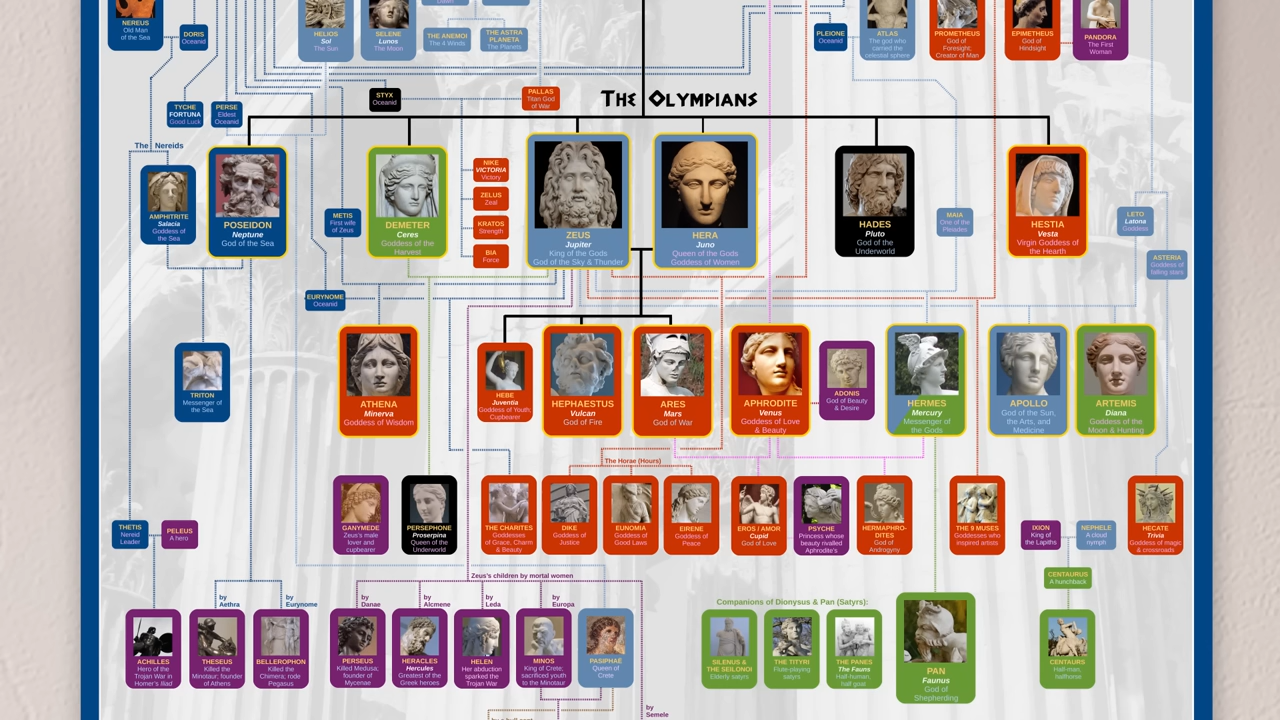 NEREUS
Old Man
of the Sea
DORIS
Oceanid
HELIOS
Sol
The Sun
SELENE
Lunos
The Moon
THE ANEMOI
The 4 Winds
THE ASTRA
PLANETA
The Planets
PLEIONE
Oceanid
ATLAS
The god who
carried the
celestial sphere
PROMETHEUS
God of
Foresight;
Creator of Man
EPIMETHEUS
God of
Hindsight
PANDORA
The First
Woman
STYX
Oceanid
PALLAS
Titan God
of War
THE OLYMPIANS
TYCHE
FORTUNA
Good Luck
PERSE
Eldest
Oceanid
The Nereids
AMPHITRITE
Salacia
Goddess of
the Sea
POSEIDON
Neptune
God of the Sea
METIS
First wife
of Zeus
DEMETER
Ceres
Goddess of the
Harvest
NIKE
VICTORIA
Victory
ZELUS
Zeal
KRATOS
Strength
BIA
Force
ZEUS
Jupiter
King of the Gods
God of the Sky & Thunder
HERA
Juno
Queen of the Gods
Goddess of Women
HADES
Pluto
God of the
Underworld
MAIA
One of the
Pleiades
HESTIA
Vesta
Virgin Goddess of
the Hearth
LETO
Latona
Goddess
ASTERIA
Goddess of
falling stars
EURYNOME
Oceanid
TRITON
Messenger of
the Sea
ATHENA
Minerva
Goddess of Wisdom
HEBE
Juventia
Goddess of Youth;
Cupbearer
HEPHAESTUS
Vulcan
God of Fire
ARES
Mars
God of War
APHRODITE
Venus
Goddess of Love
& Beauty
ADONIS
God of Beauty
& Desire
HERMES
Mercury
Messenger of
the Gods
APOLLO
God of the Sun,
the Arts, and
Medicine
ARTEMIS
Diana
Goddess of the
Moon & Hunting
The Horae (Hours)
THETIS
Nereid
Leader
PELEUS
A hero
GANYMEDE
Zeus's male
lover and
cupbearer
PERSEPHONE
Proserpina
Queen of the
Underworld
THE CHARITES
Goddesses
of Grace, Charm
& Beauty
DIKE
Goddess of
Justice
EUNOMIA
Goddess of
Good Laws
EIRENE
Goddess of
Peace
EROS / AMOR
Cupid
God of Love
PSYCHE
Princess whose
beauty rivalled
Aphrodite's
HERMAPHRO-
DITES
God of
Androgyny
THE 9 MUSES
Goddesses who
inspired artists
IXION
King of
the Lapiths
NEPHELE
A cloud
nymph
HECATE
Trivia
Goddess of magic
& crossroads
CENTAURUS
A hunchback
Zeus's children by mortal women
by
Aethra
by
Eurynome
by
Danae
by
Alcmene
by
Leda
by
Europa
Companions of Dionysus & Pan (Satyrs):
ACHILLES
Hero of the
Trojan War in
Homer's Iliad
THESEUS
Killed the
Minotaur; founder
of Athens
BELLEROPHON
Killed the
Chimera; rode
Pegasus
PERSEUS
Killed Medusa;
founder of
Mycenae
HERACLES
Hercules
Greatest of the
Greek heroes
HELEN
Her abduction
sparked the
Trojan War
MINOS
King of Crete;
sacrificed youth
to the Minotaur
PASIPHAE
Queen of
Crete
SILENUS &
THE SEILONOI
Elderly satyrs
THE TITYRI
Flute-playing
satyrs
THE PANES
The Fauns
Half-human,
half goat
PAN
Faunus
God of
Shepherding
CENTAURS
Half-man,
halfhorse
by
Semele